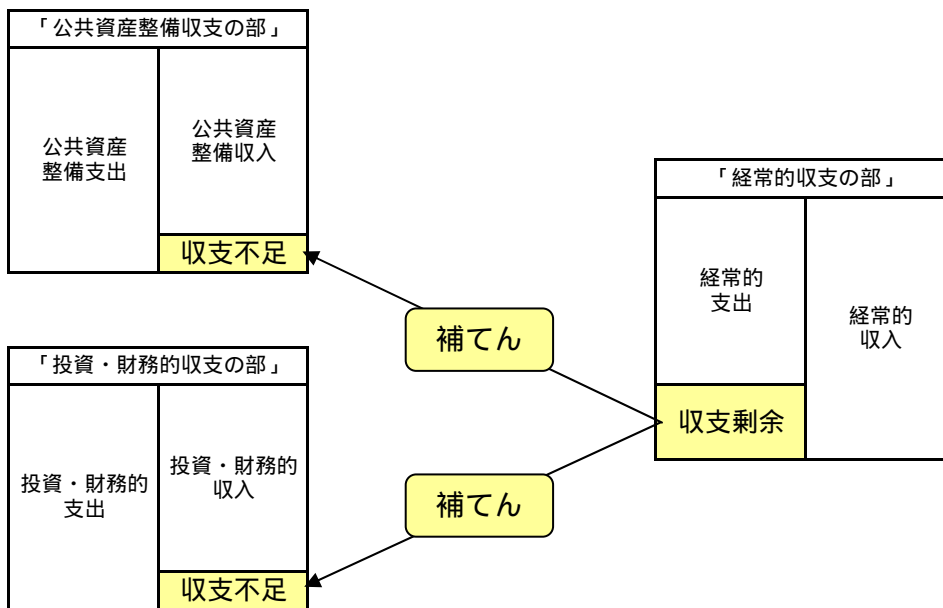 「公共資産整備収支の部」
公共資産
整備支出
公共資産
整備収入
収支不足
「経常的収支の部」
経常的
支出
経常的
収入
収支剰余
補てん
「投資・財務的収支の部」
投資・財務的
支出
投資・財務的
収入
収支不足
補てん